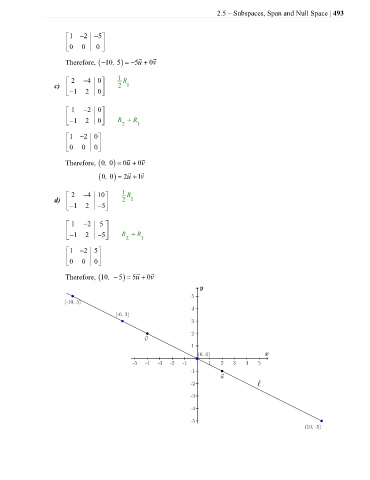 2.5 – Subspaces, Span and Null Space | 493
[ 1 −2 | −5 ]
[ 0 0 | 0 ]
Therefore, (−10, 5) = −5u⃗ + 0v⃗
c) [ 2 −4 | 0 ] 1/2 R₁
[ −1 2 | 0 ]
[ 1 −2 | 0 ]
[ −1 2 | 0 ] R₂ + R₁
[ 1 −2 | 0 ]
[ 0 0 | 0 ]
Therefore, (0, 0) = 0u⃗ + 0v⃗
(0, 0) = 2u⃗ + 1v⃗
d) [ 2 −4 | 10 ] 1/2 R₁
[ −1 2 | −5 ]
[ 1 −2 | 5 ]
[ −1 2 | −5 ] R₂ + R₁
[ 1 −2 | 5 ]
[ 0 0 | 0 ]
Therefore, (10, −5) = 5u⃗ + 0v⃗
y
5
(-10, 5)
4
(-6, 3)
3
2
v⃗
1
(0, 0)
x
-5 -4 -3 -2 -1 1 2 3 4 5
-1
u⃗
-2
ℓ
-3
-4
-5
(10, -5)